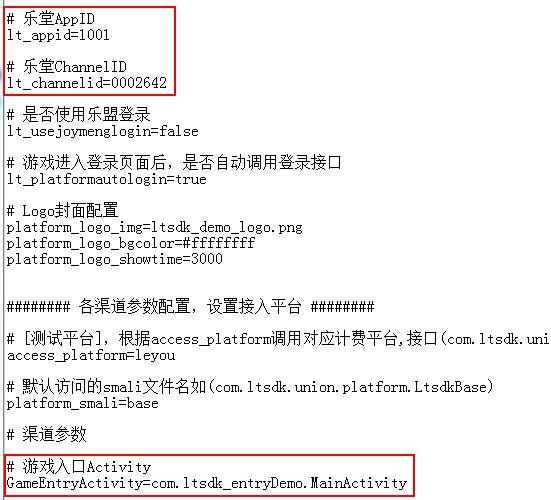 # 乐堂AppID
lt_appid=1001
# 乐堂ChannelID
lt_channelid=0002642
# 是否使用乐盟登录
lt_usejoymenglogin=false
# 游戏进入登录页面后，是否自动调用登录接口
lt_platformautologin=true
# Logo封面配置
platform_logo_img=ltsdk_demo_logo.png
platform_logo_bgcolor=#ffffffff
platform_logo_showtime=3000
######## 各渠道参数配置，设置接入平台 ########
# [测试平台]，根据access_platform调用对应计费平台,接口(com.ltsdk.uni
access_platform=leyou
# 默认访问的smali文件名如(com.ltsdk.union.platform.LtsdkBase)
platform_smali=base
# 渠道参数
# 游戏入口Activity
GameEntryActivity=com.ltsdk_entryDemo.MainActivity